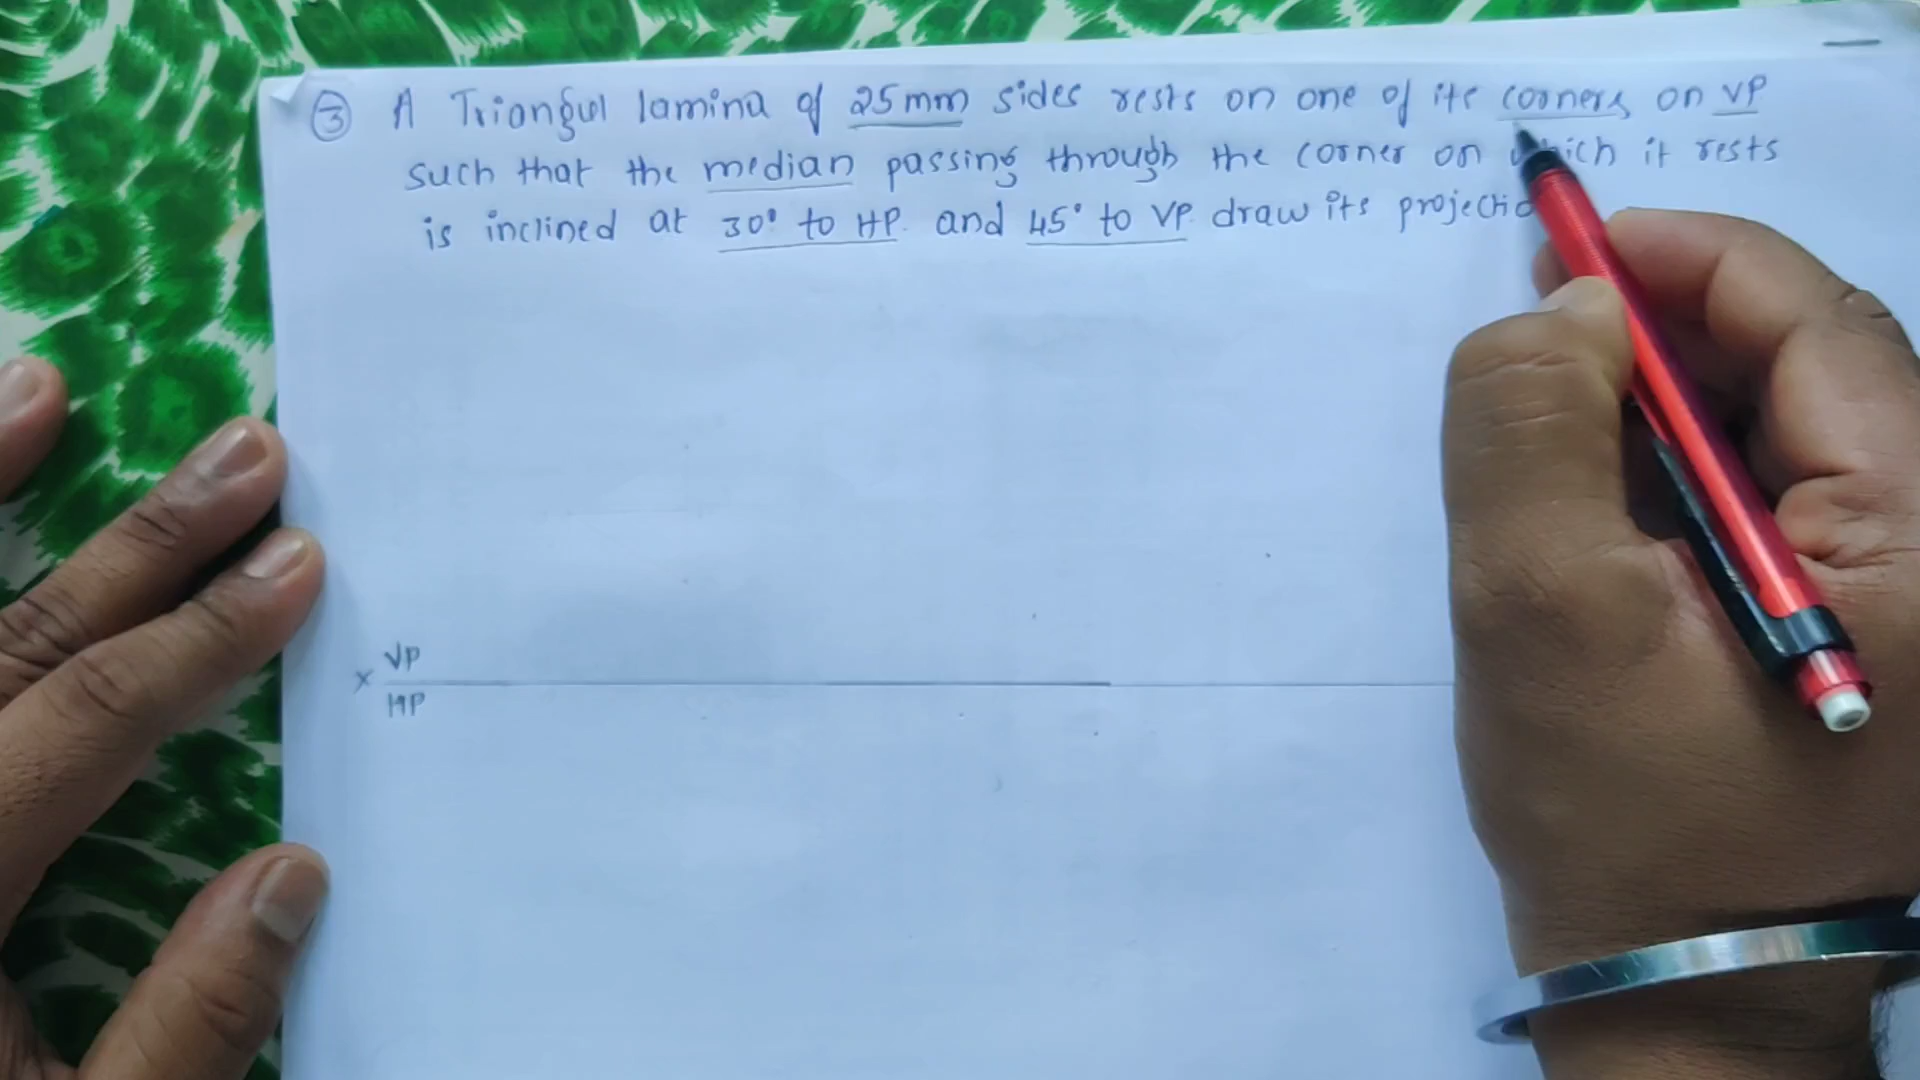 3 A Triangul lamina of 25mm sides rests on one of its corners on VP
such that the median passing through the corner on which it rests
is inclined at 30° to HP. and 45° to VP. draw its
VP
X
HP